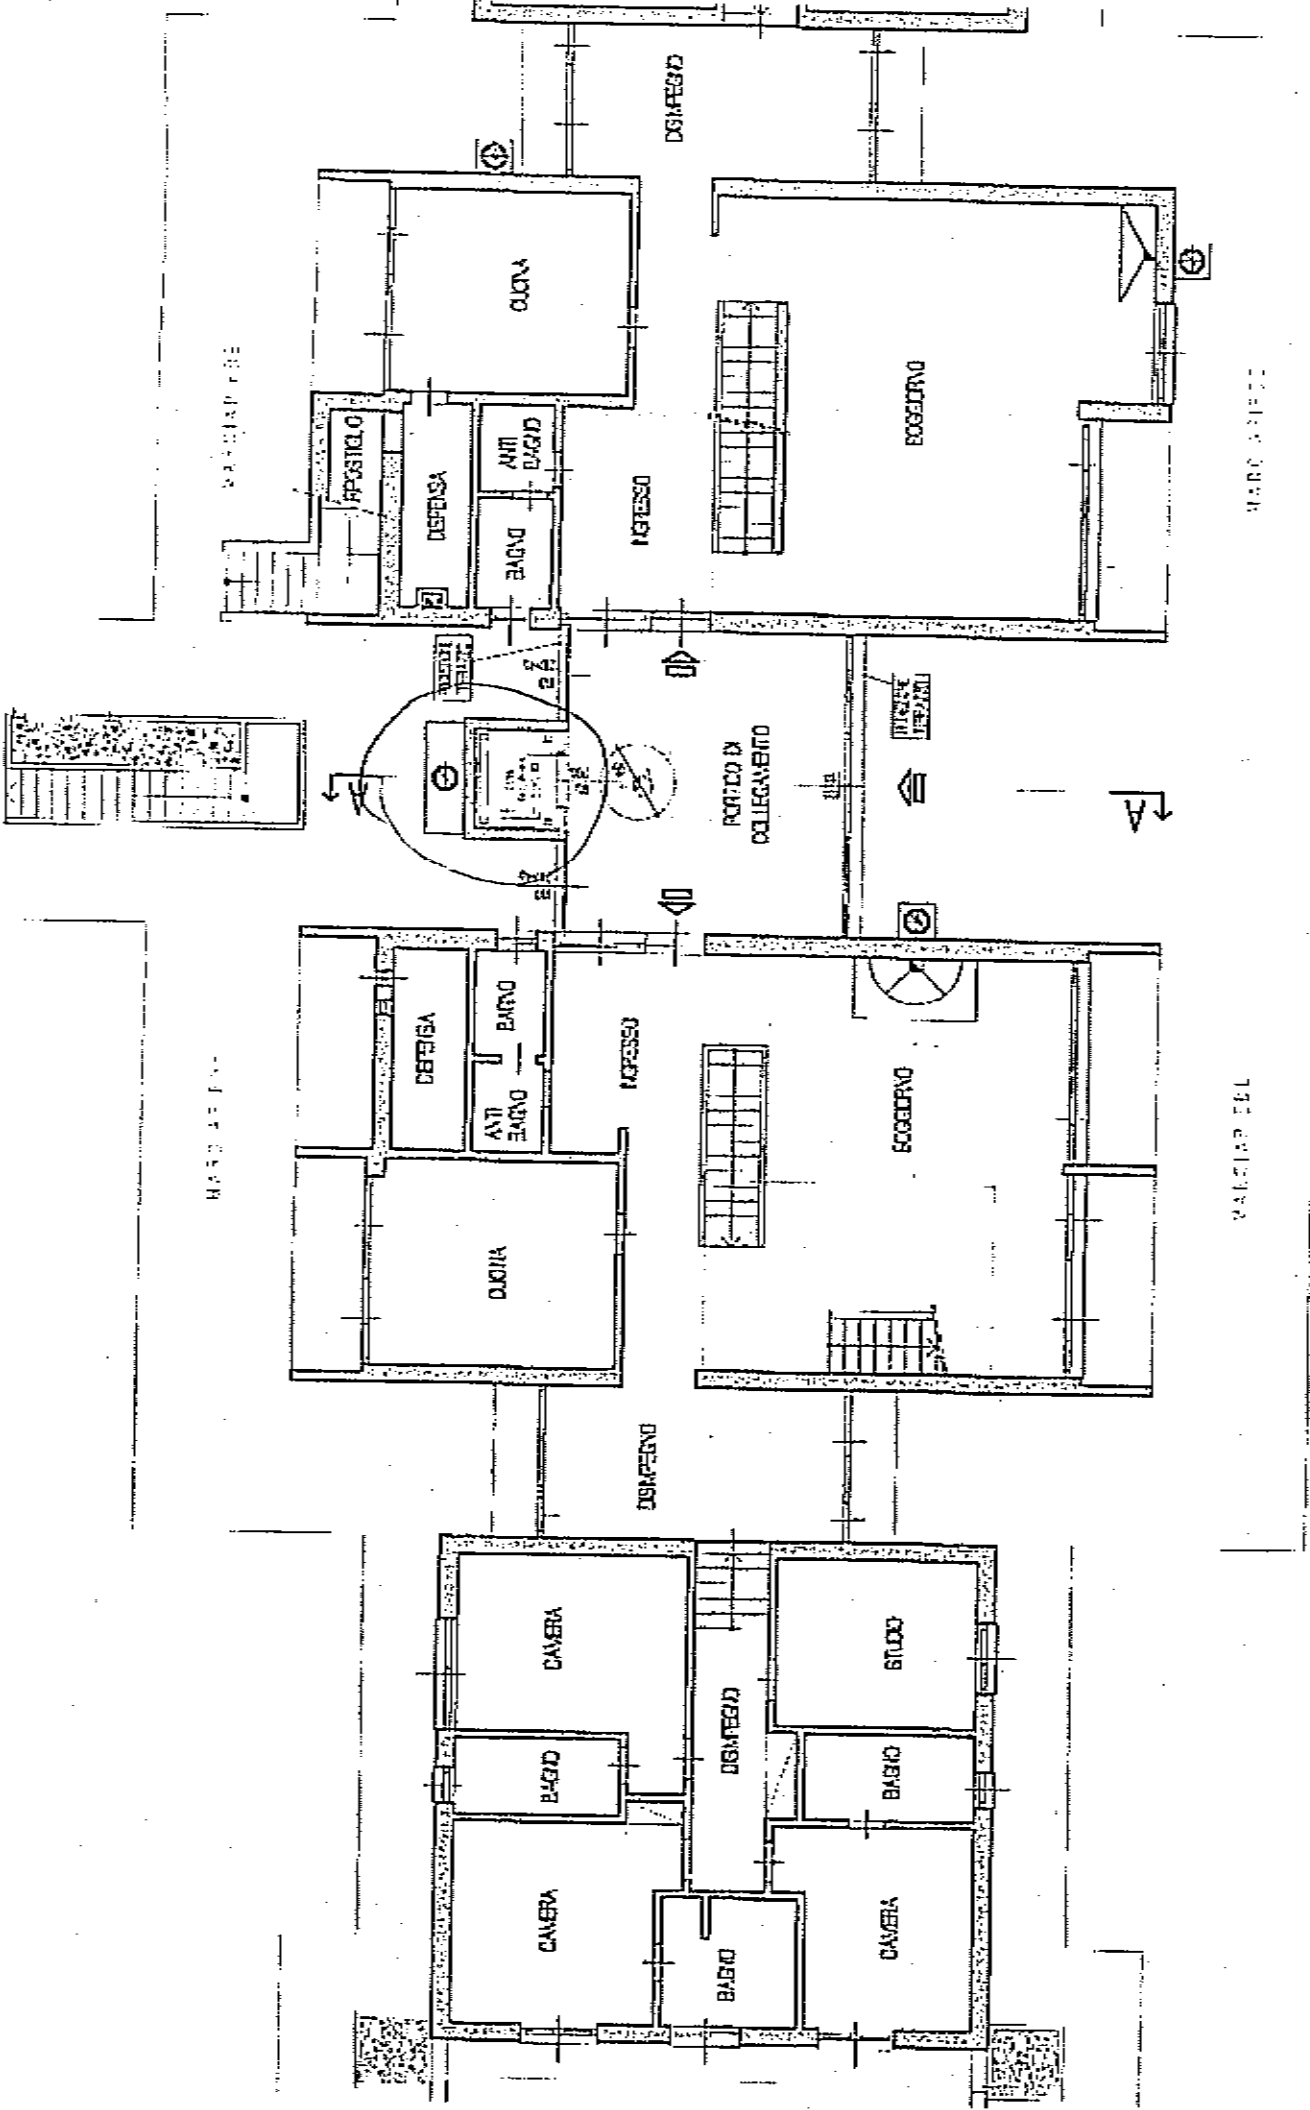 DISIMPEGNO
CUCINA
RIPOSTIGLIO
DISPENSA
ANTI
BAGNO
BAGNO
INGRESSO
SOGGIORNO
PORTICO DI
COLLEGAMENTO
A
A
DISPENSA
BAGNO
ANTI
BAGNO
INGRESSO
CUCINA
SOGGIORNO
DISIMPEGNO
CAMERA
STUDIO
BAGNO
DISIMPEGNO
BAGNO
CAMERA
BAGNO
CAMERA